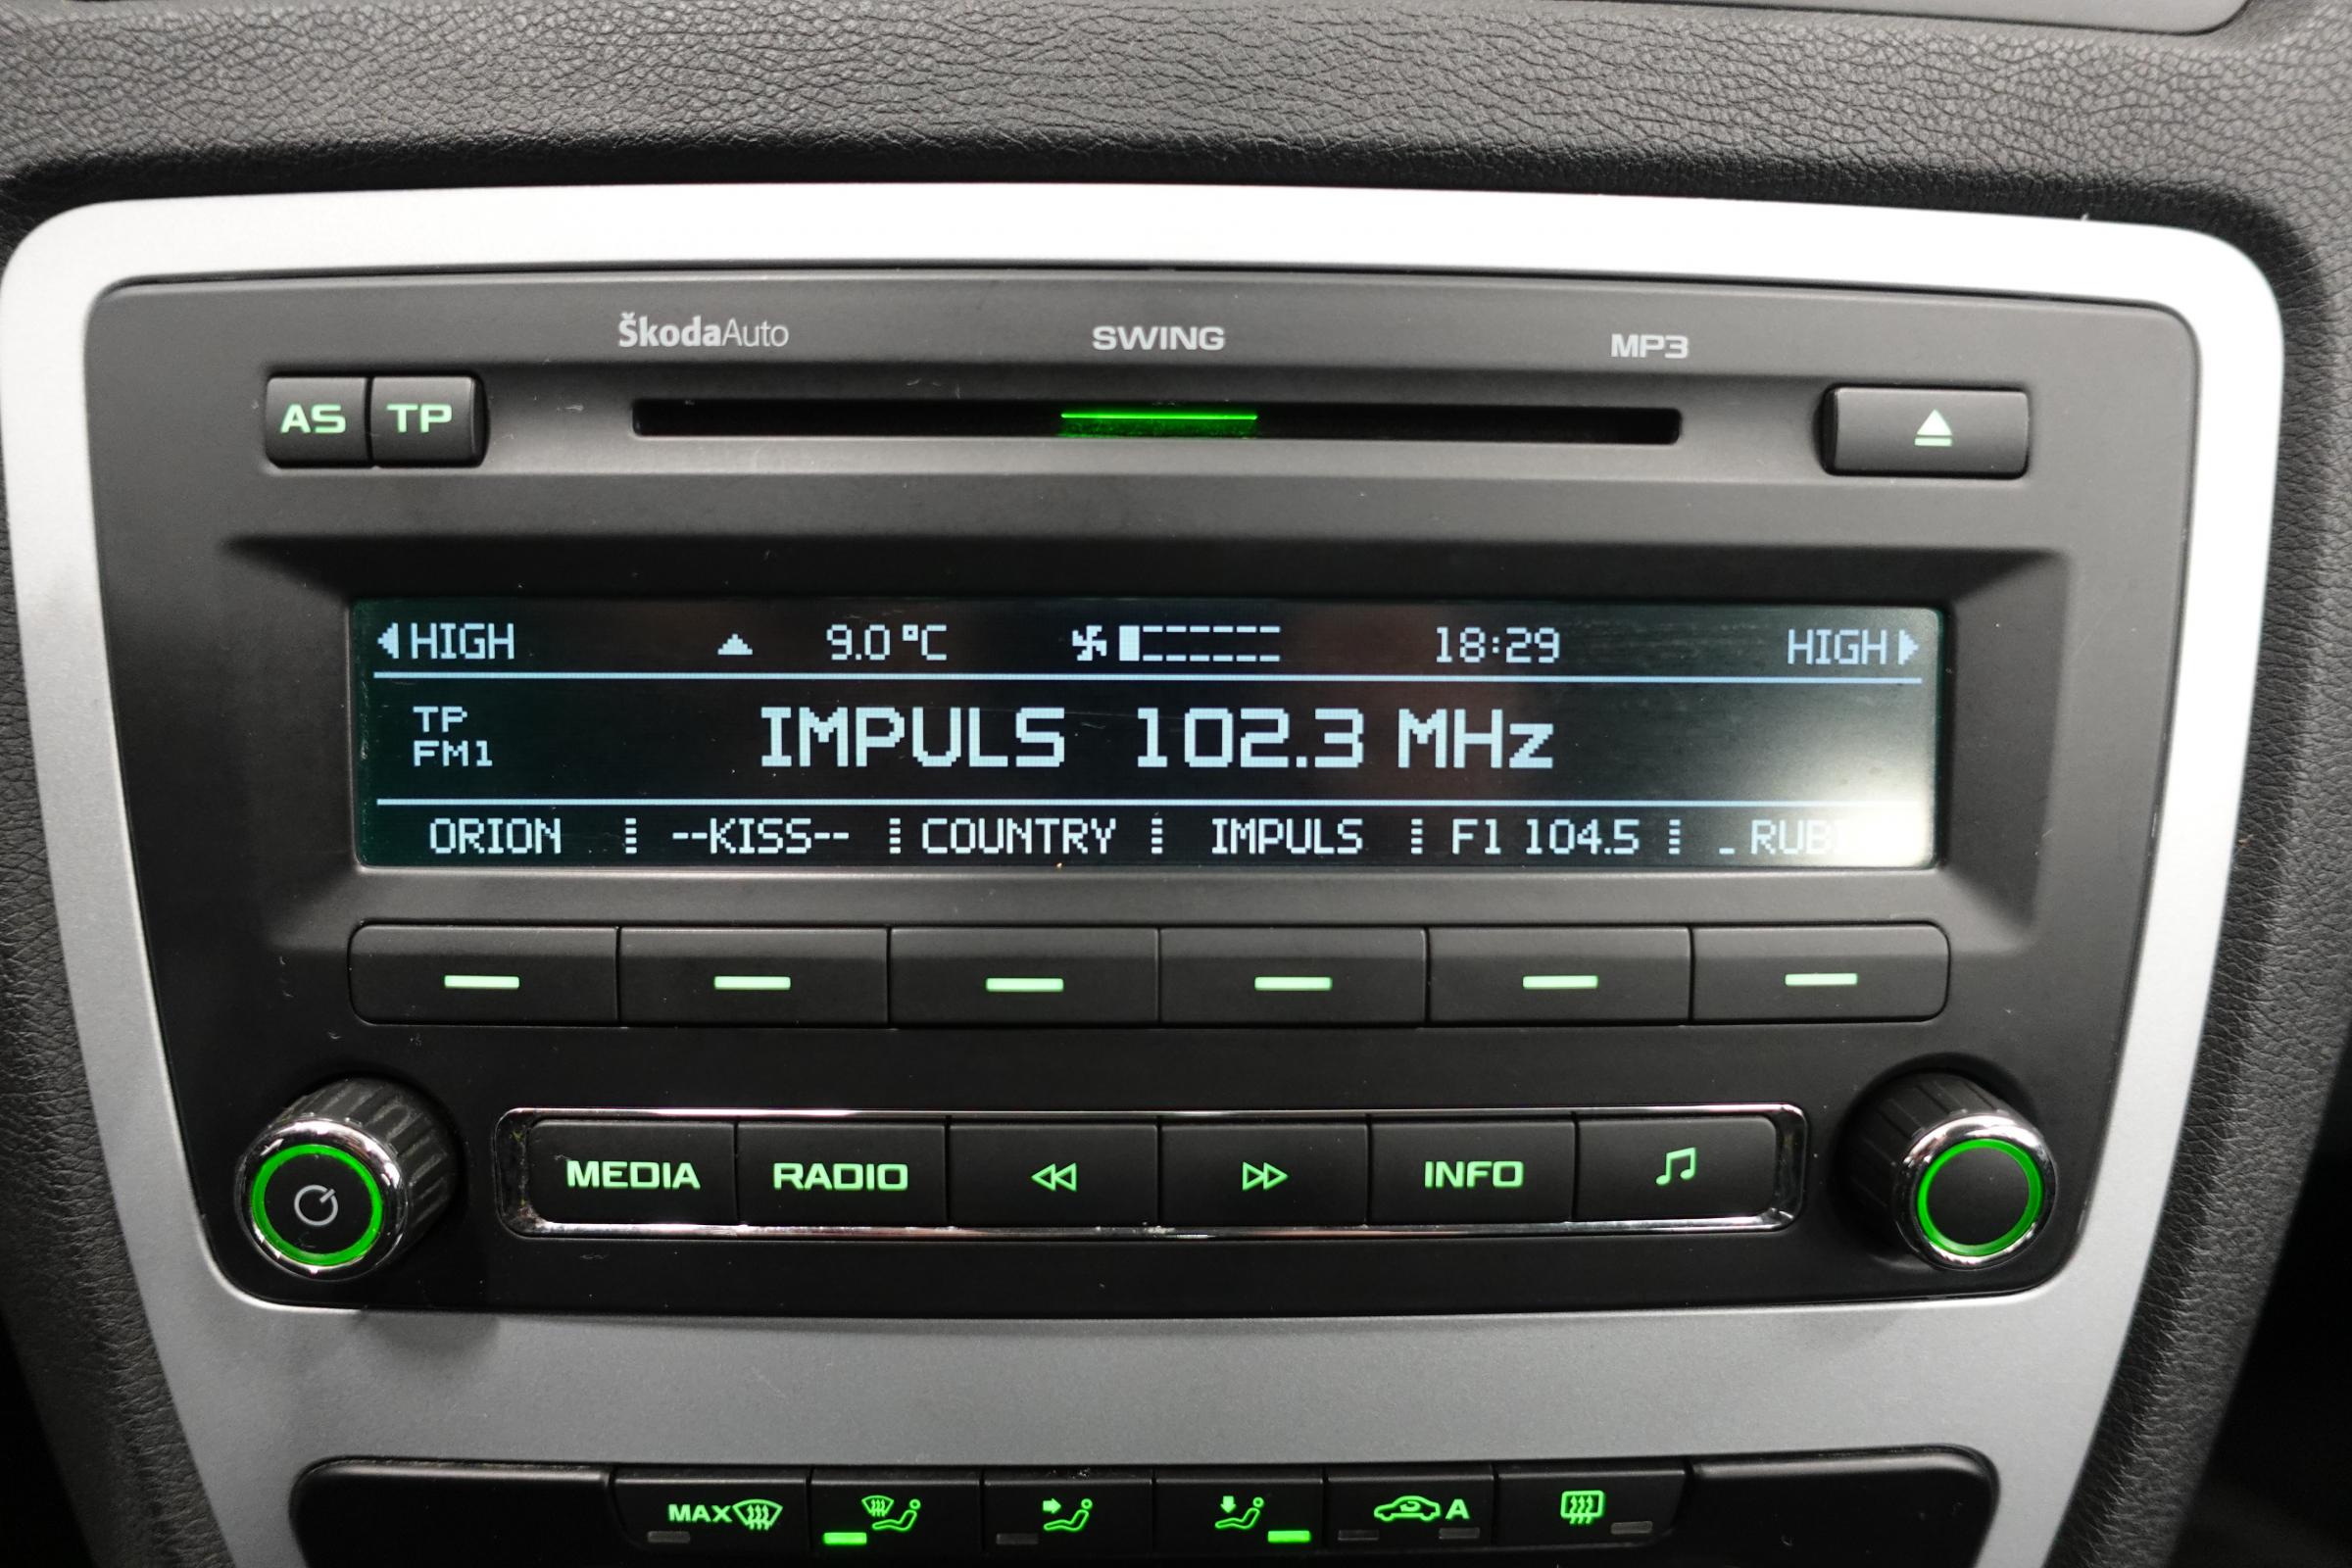 ŠkodaAuto SWING MP3
AS TP
HIGH 9.0 °C 18:29 HIGH
TP
FM1
IMPULS 102.3 MHz
ORION --KISS-- COUNTRY IMPULS F1 104.5
MEDIA RADIO INFO
MAX A